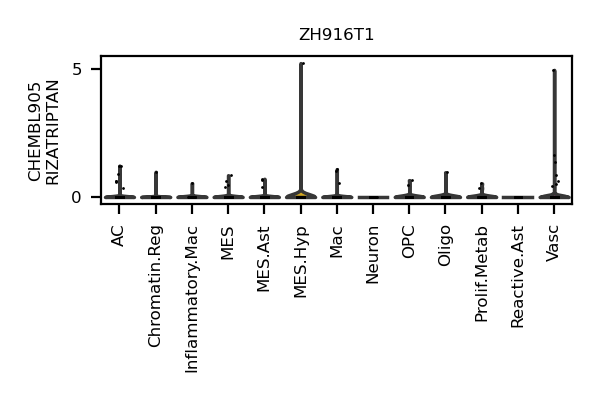 ZH916T1
CHEMBL905
RIZATRIPTAN
5
0
AC
Chromatin.Reg
Inflammatory.Mac
MES
MES.Ast
MES.Hyp
Mac
Neuron
OPC
Oligo
Prolif.Metab
Reactive.Ast
Vasc